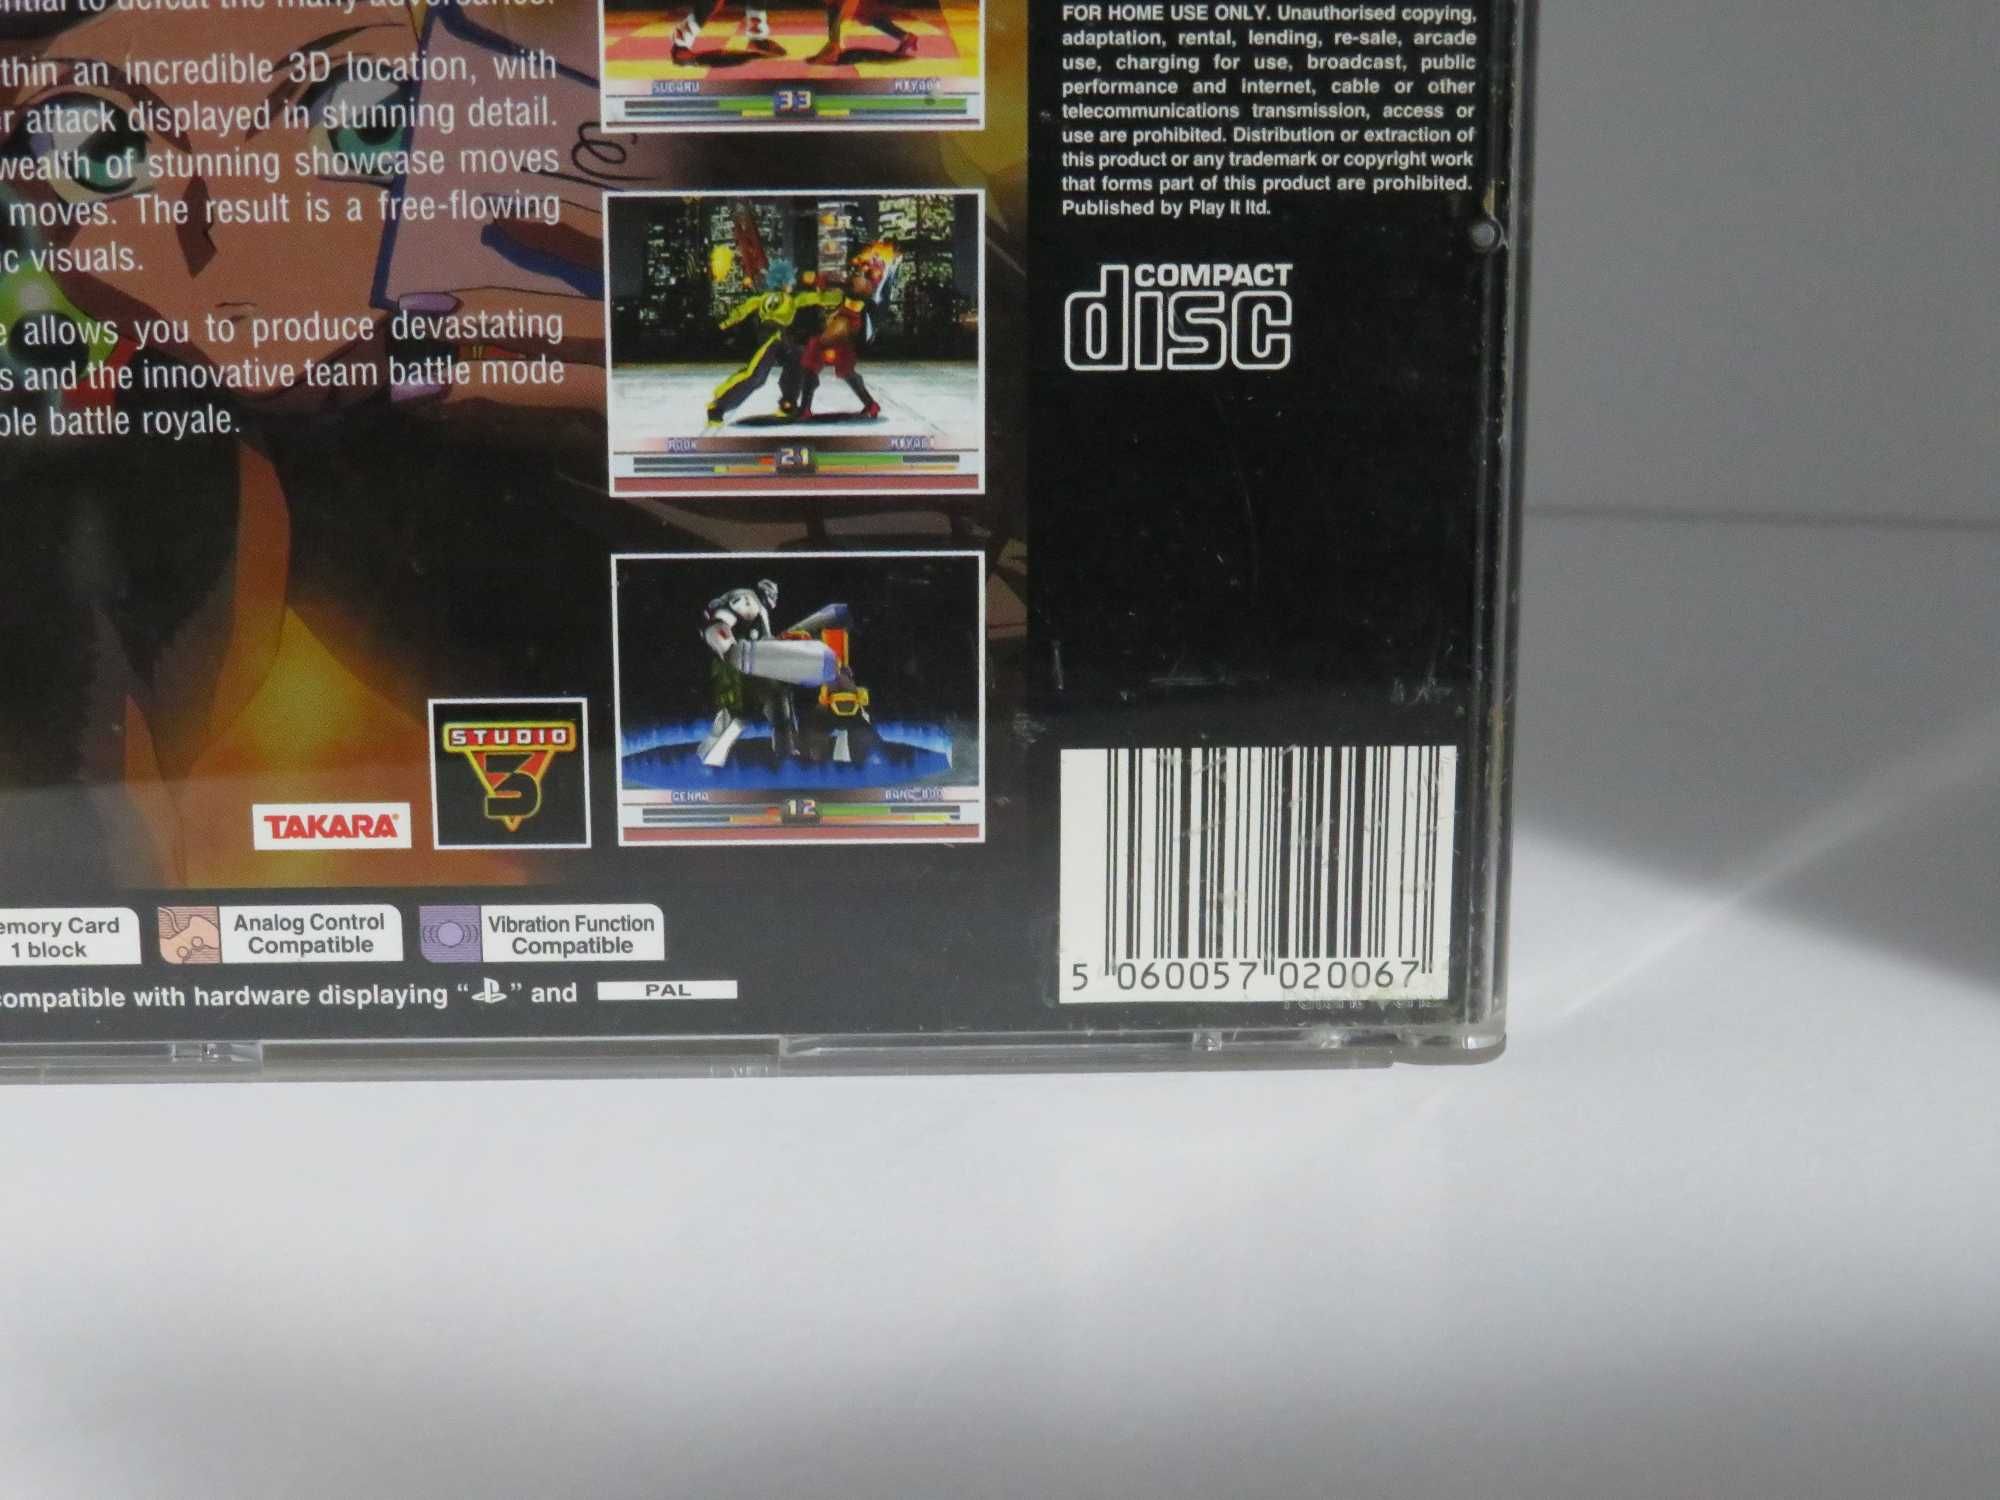 thin an incredible 3D location, with
r attack displayed in stunning detail.
wealth of stunning showcase moves
moves. The result is a free-flowing
c visuals.
e allows you to produce devastating
s and the innovative team battle mode
ble battle royale.
SUBARU 33 MIYABI
ROOK 21 MIYABI
GENMA 12 BANG_BOO
STUDIO
3
TAKARA
emory Card
1 block
Analog Control
Compatible
Vibration Function
Compatible
compatible with hardware displaying " " and PAL
FOR HOME USE ONLY. Unauthorised copying,
adaptation, rental, lending, re-sale, arcade
use, charging for use, broadcast, public
performance and internet, cable or other
telecommunications transmission, access or
use are prohibited. Distribution or extraction of
this product or any trademark or copyright work
that forms part of this product are prohibited.
Published by Play It ltd.
COMPACT
disc
5 060057 020067